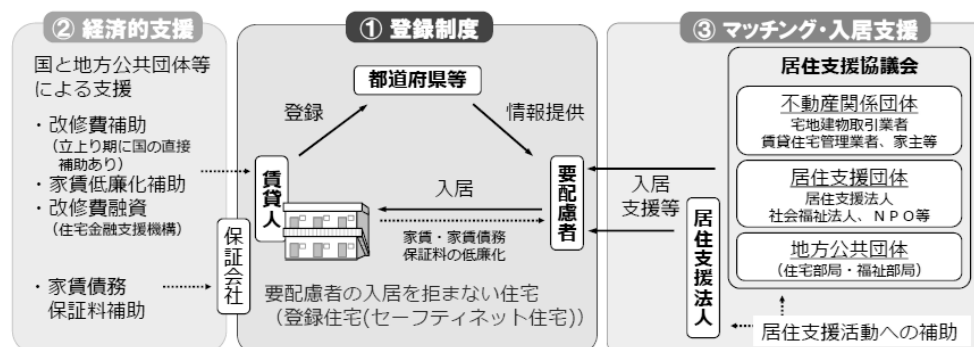 ② 経済的支援
国と地方公共団体等
による支援
・改修費補助
(立上り期に国の直接
補助あり)
・家賃低廉化補助
・改修費融資
(住宅金融支援機構)
・家賃債務
保証料補助
保証会社
① 登録制度
都道府県等
登録
情報提供
賃貸人
入居
家賃・家賃債務
保証料の低廉化
要配慮者
要配慮者の入居を拒まない住宅
(登録住宅(セーフティネット住宅))
③ マッチング・入居支援
入居
支援等
居住支援法人
居住支援協議会
不動産関係団体
宅地建物取引業者
賃貸住宅管理業者、家主等
居住支援団体
居住支援法人
社会福祉法人、NPO等
地方公共団体
(住宅部局・福祉部局)
居住支援活動への補助